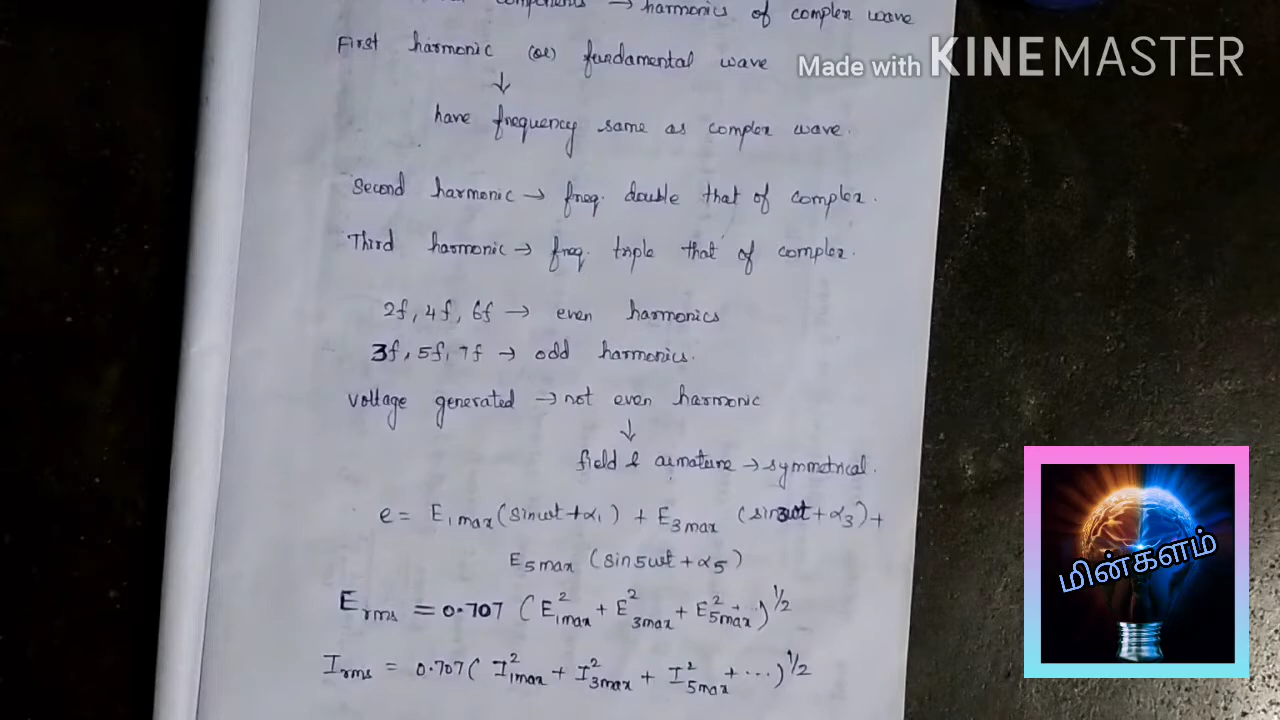 components → harmonics of complex wave
First harmonic (or) fundamental wave
↓
have frequency same as complex wave.
Second harmonic → freq. double that of complex.
Third harmonic → freq. triple that of complex.
2f, 4f, 6f → even harmonics
3f, 5f, 7f → odd harmonics.
Voltage generated → not even harmonic
↓
field & armature → symmetrical.
e = E1max (sinωt + α1) + E3max (sin3ωt + α3) +
E5max (sin5ωt + α5)
Erms = 0.707 (E²1max + E²3max + E²5max + )^1/2
Irms = 0.707 ( I²1max + I²3max + I²5max + ... )^1/2
Made with KINEMASTER
மின்களம்